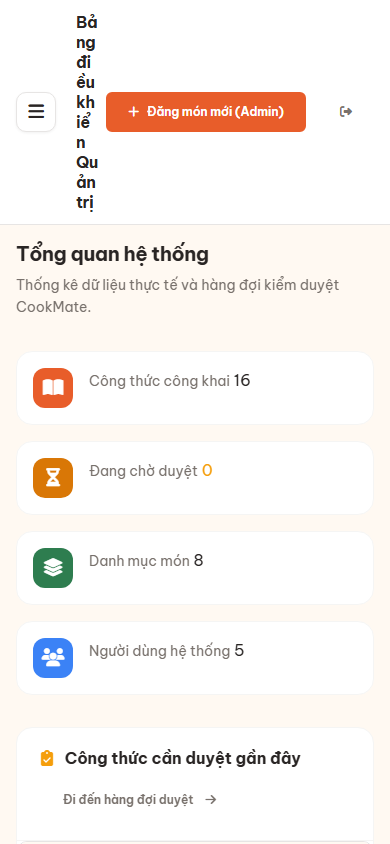 Bả
ng
đi
ều
kh
iể
n
Qu
ản
trị
Đăng món mới (Admin)
Tổng quan hệ thống
Thống kê dữ liệu thực tế và hàng đợi kiểm duyệt
CookMate.
Công thức công khai 16
Đang chờ duyệt 0
Danh mục món 8
Người dùng hệ thống 5
Công thức cần duyệt gần đây
Đi đến hàng đợi duyệt